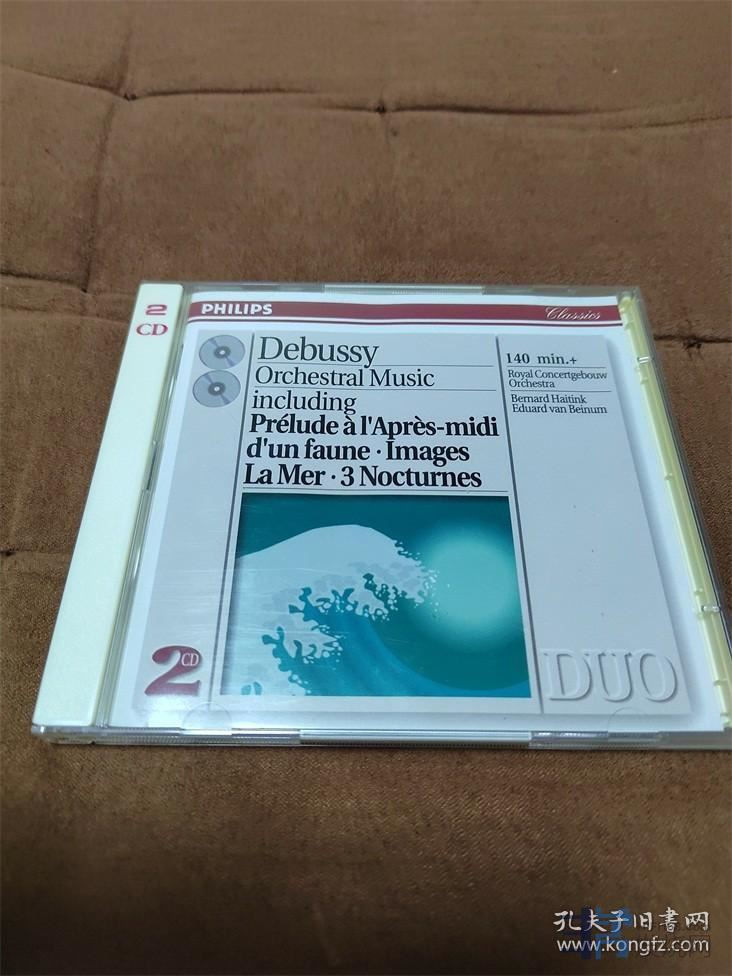 2
CD
PHILIPS
Classics
Debussy
Orchestral Music
including
Prélude à l'Après-midi
d'un faune · Images
La Mer · 3 Nocturnes
140 min.+
Royal Concertgebouw
Orchestra
Bernard Haitink
Eduard van Beinum
2CD
DUO
孔夫子旧书网
www.kongfz.com